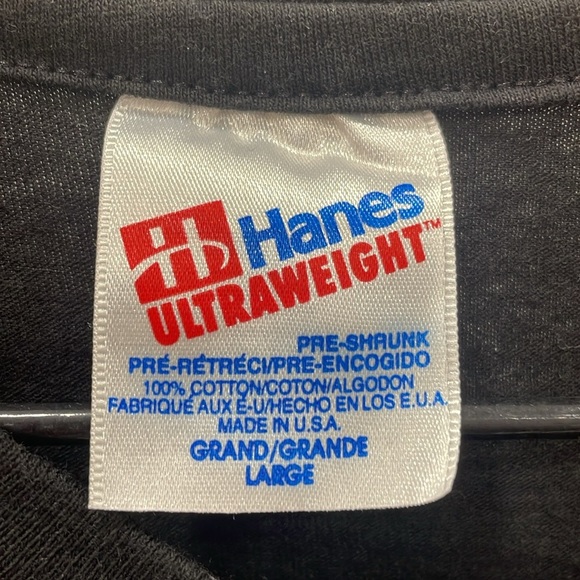 Hanes
ULTRAWEIGHT™
PRE-SHRUNK
PRÉ-RÉTRÉCI/PRE-ENCOGIDO
100% COTTON/COTON/ALGODON
FABRIQUÉ AUX É-U/HECHO EN LOS E.U.A.
MADE IN U.S.A.
GRAND/GRANDE
LARGE